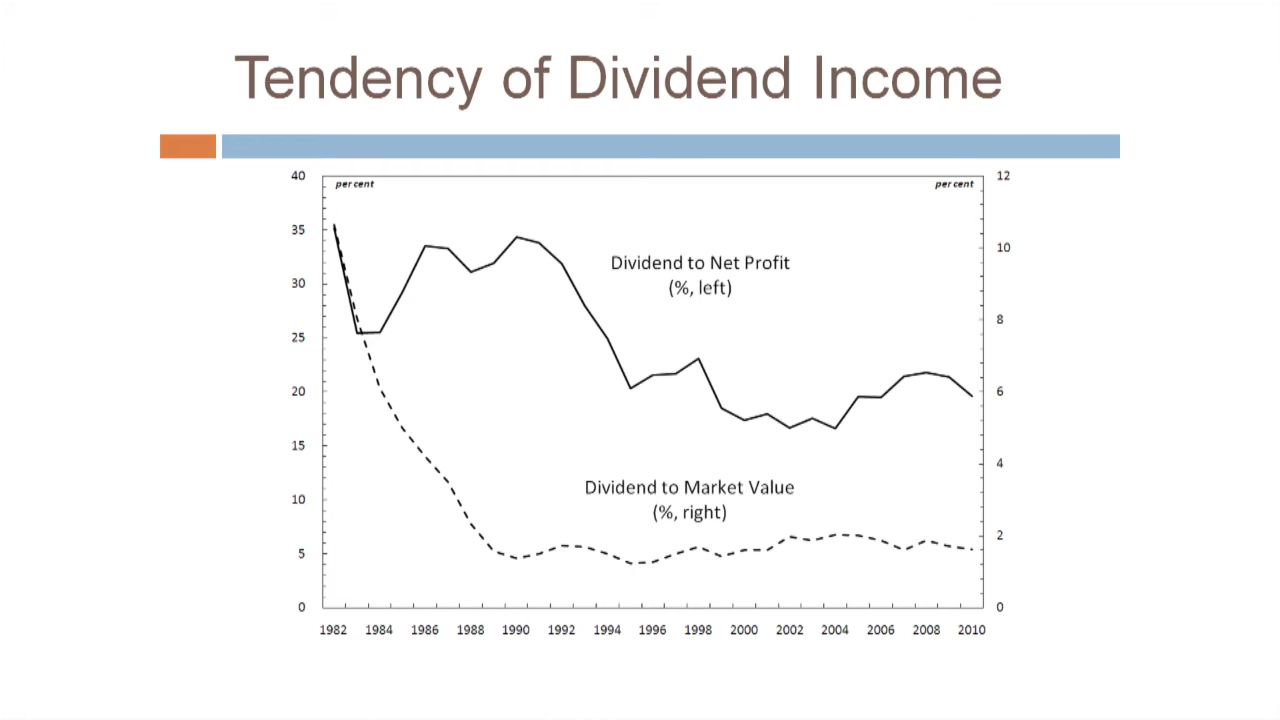 Tendency of Dividend Income
40
35
30
25
20
15
10
5
0
per cent
per cent
12
10
8
6
4
2
0
Dividend to Net Profit
(%, left)
Dividend to Market Value
(%, right)
1982 1984 1986 1988 1990 1992 1994 1996 1998 2000 2002 2004 2006 2008 2010